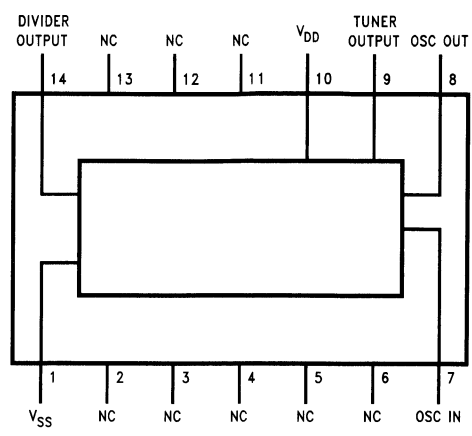 DIVIDER OUTPUT NC NC NC VDD TUNER OUTPUT OSC OUT
14 13 12 11 10 9 8
1 2 3 4 5 6 7
VSS NC NC NC NC NC OSC IN